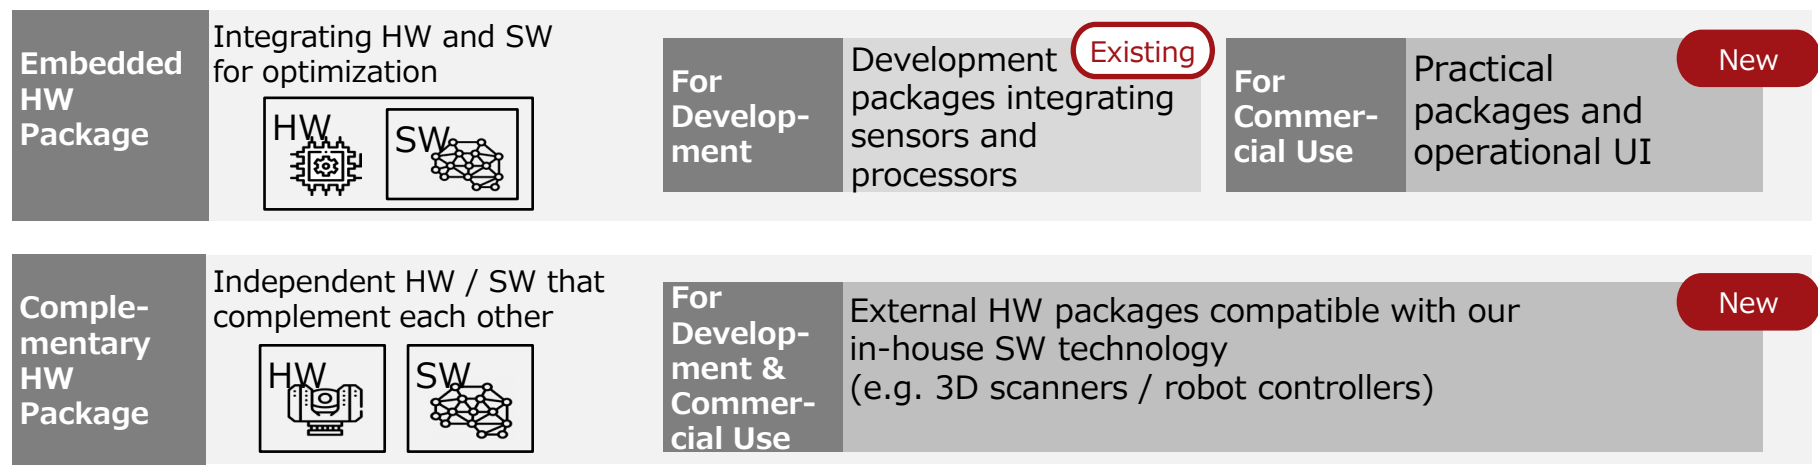 Embedded
HW
Package
Integrating HW and SW
for optimization
HW
SW
For
Develop-
ment
Development
packages integrating
sensors and
processors
Existing
For
Commer-
cial Use
Practical
packages and
operational UI
New
Comple-
mentary
HW
Package
Independent HW / SW that
complement each other
HW
SW
For
Develop-
ment &
Commer-
cial Use
External HW packages compatible with our
in-house SW technology
(e.g. 3D scanners / robot controllers)
New